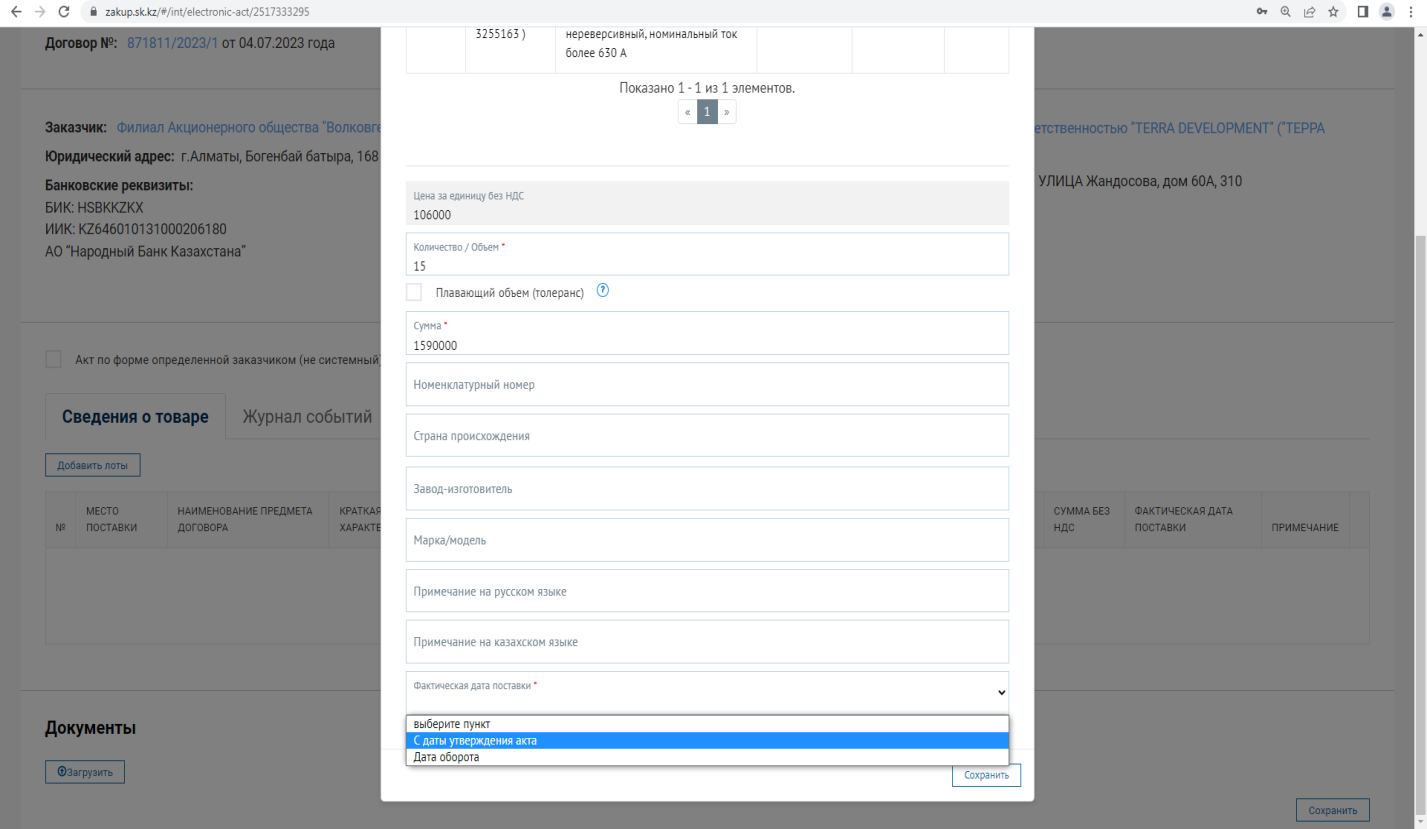 zakup.sk.kz/#/int/electronic-act/2517333295
Договор №: 871811/2023/1 от 04.07.2023 года
Заказчик: Филиал Акционерного общества "Волковге
Юридический адрес: г.Алматы, Богенбай батыра, 168
Банковские реквизиты:
БИК: HSBKKZKX
ИИК: KZ646010131000206180
АО "Народный Банк Казахстана"
етственностью "TERRA DEVELOPMENT" ("ТЕРРА
УЛИЦА Жандосова, дом 60А, 310
3255163 )
нереверсивный, номинальный ток
более 630 А
Показано 1 - 1 из 1 элементов.
« 1 »
Цена за единицу без НДС
106000
Количество / Объем *
15
Плавающий объем (толеранс) ?
Сумма *
1590000
Номенклатурный номер
Страна происхождения
Завод-изготовитель
Марка/модель
Примечание на русском языке
Примечание на казахском языке
Фактическая дата поставки *
выберите пункт
С даты утверждения акта
Дата оборота
Сохранить
Акт по форме определенной заказчиком (не системный)
Сведения о товаре
Журнал событий
Добавить лоты
№
МЕСТО
ПОСТАВКИ
НАИМЕНОВАНИЕ ПРЕДМЕТА
ДОГОВОРА
КРАТКАЯ
ХАРАКТЕ
СУММА БЕЗ
НДС
ФАКТИЧЕСКАЯ ДАТА
ПОСТАВКИ
ПРИМЕЧАНИЕ
Документы
Загрузить
Сохранить